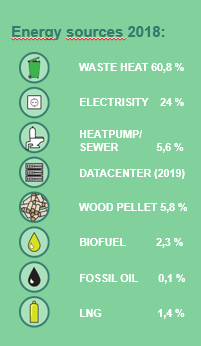 Energy sources 2018:
WASTE HEAT 60,8 %
ELECTRISITY 24 %
HEATPUMP/
SEWER 5,6 %
DATACENTER (2019)
WOOD PELLET 5,8 %
BIOFUEL 2,3 %
FOSSIL OIL 0,1 %
LNG 1,4 %